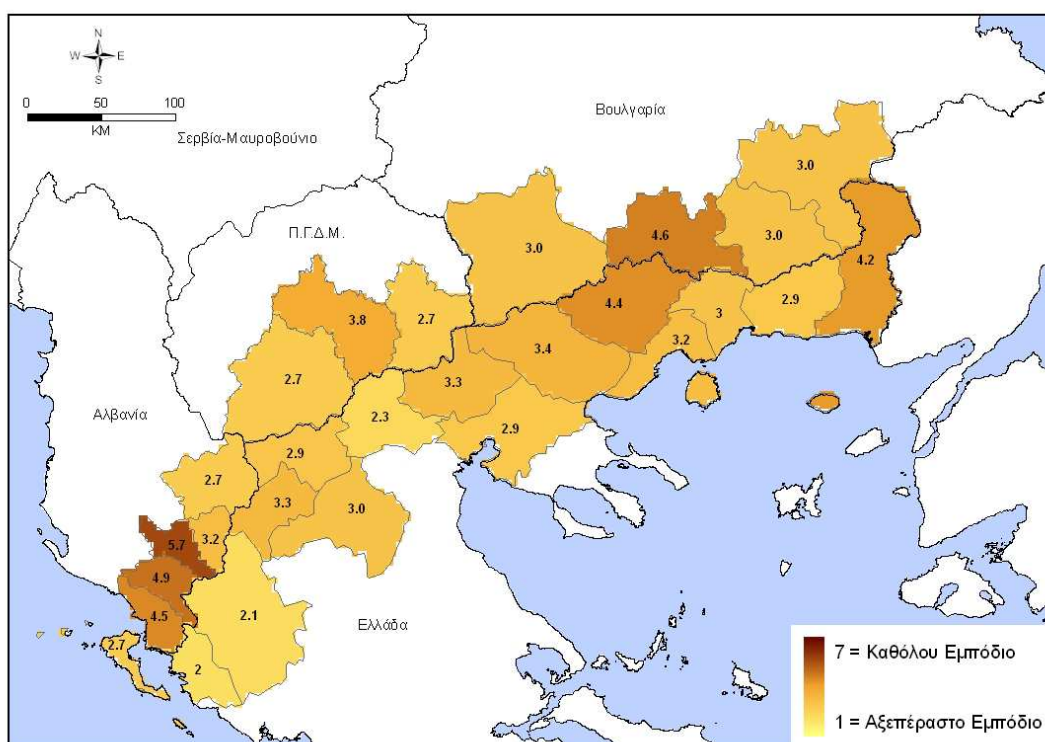 N
W E
S
0 50 100
KM
Σερβία-Μαυροβούνιο
Βουλγαρία
Π.Γ.Δ.Μ.
Αλβανία
Ελλάδα
3.0
3.0
4.6
3.0
4.2
4.4
3
2.9
3.8
2.7
3.4
3.2
2.7
3.3
2.3
2.9
2.9
2.7
3.3
3.0
5.7
3.2
4.9
4.5
2.1
2.7
2
7 = Καθόλου Εμπόδιο
1 = Αξεπέραστο Εμπόδιο